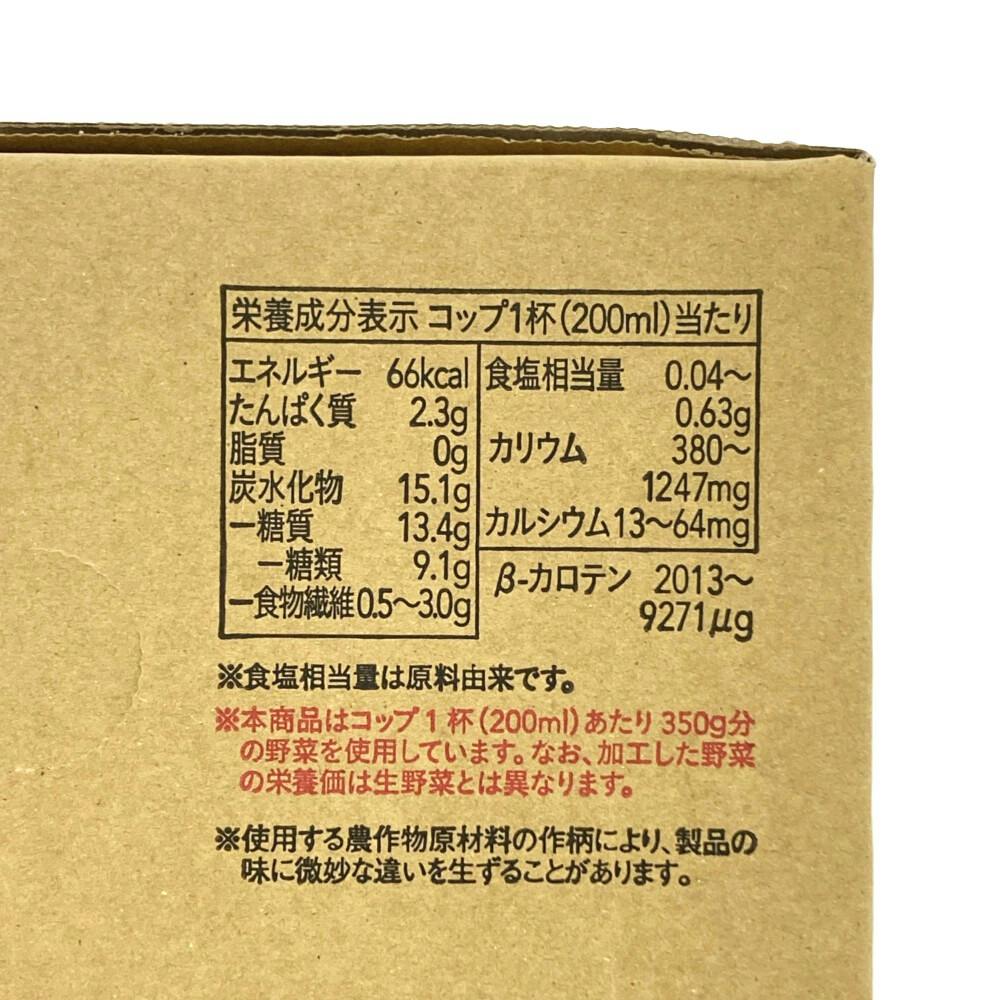 栄養成分表示 コップ1杯(200ml)当たり
エネルギー 66kcal
たんぱく質 2.3g
脂質 0g
炭水化物 15.1g
ー糖質 13.4g
ー糖類 9.1g
ー食物繊維 0.5〜3.0g
食塩相当量 0.04〜
0.63g
カリウム 380〜
1247mg
カルシウム 13〜64mg
β-カロテン 2013〜
9271μg
※食塩相当量は原料由来です。
※本商品はコップ1杯(200ml)あたり350g分
の野菜を使用しています。なお、加工した野菜
の栄養価は生野菜とは異なります。
※使用する農作物原材料の作柄により、製品の
味に微妙な違いを生ずることがあります。